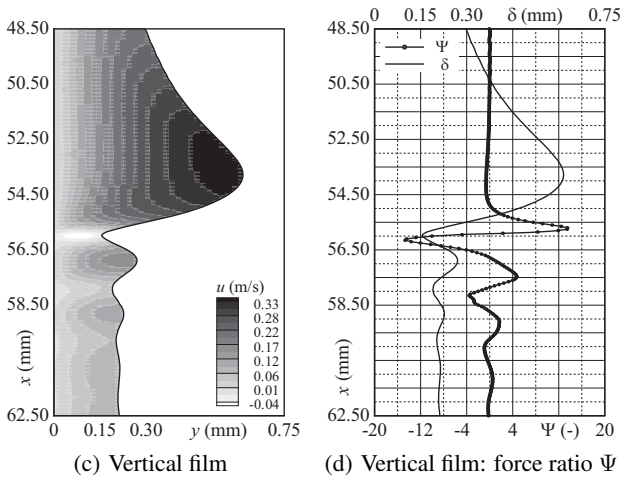 0 0.15 0.30 δ (mm) 0.75
48.50
50.50
52.50
54.50
56.50
58.50
x (mm)
62.50
u (m/s)
0.33
0.28
0.22
0.17
0.12
0.06
0.01
-0.04
0.00 0.15 0.30 y (mm) 0.75
48.50
50.50
52.50
54.50
56.50
58.50
x (mm)
62.50
Ψ
δ
-20 -12 -4 4 Ψ (-) 20
(c) Vertical film
(d) Vertical film: force ratio Ψ